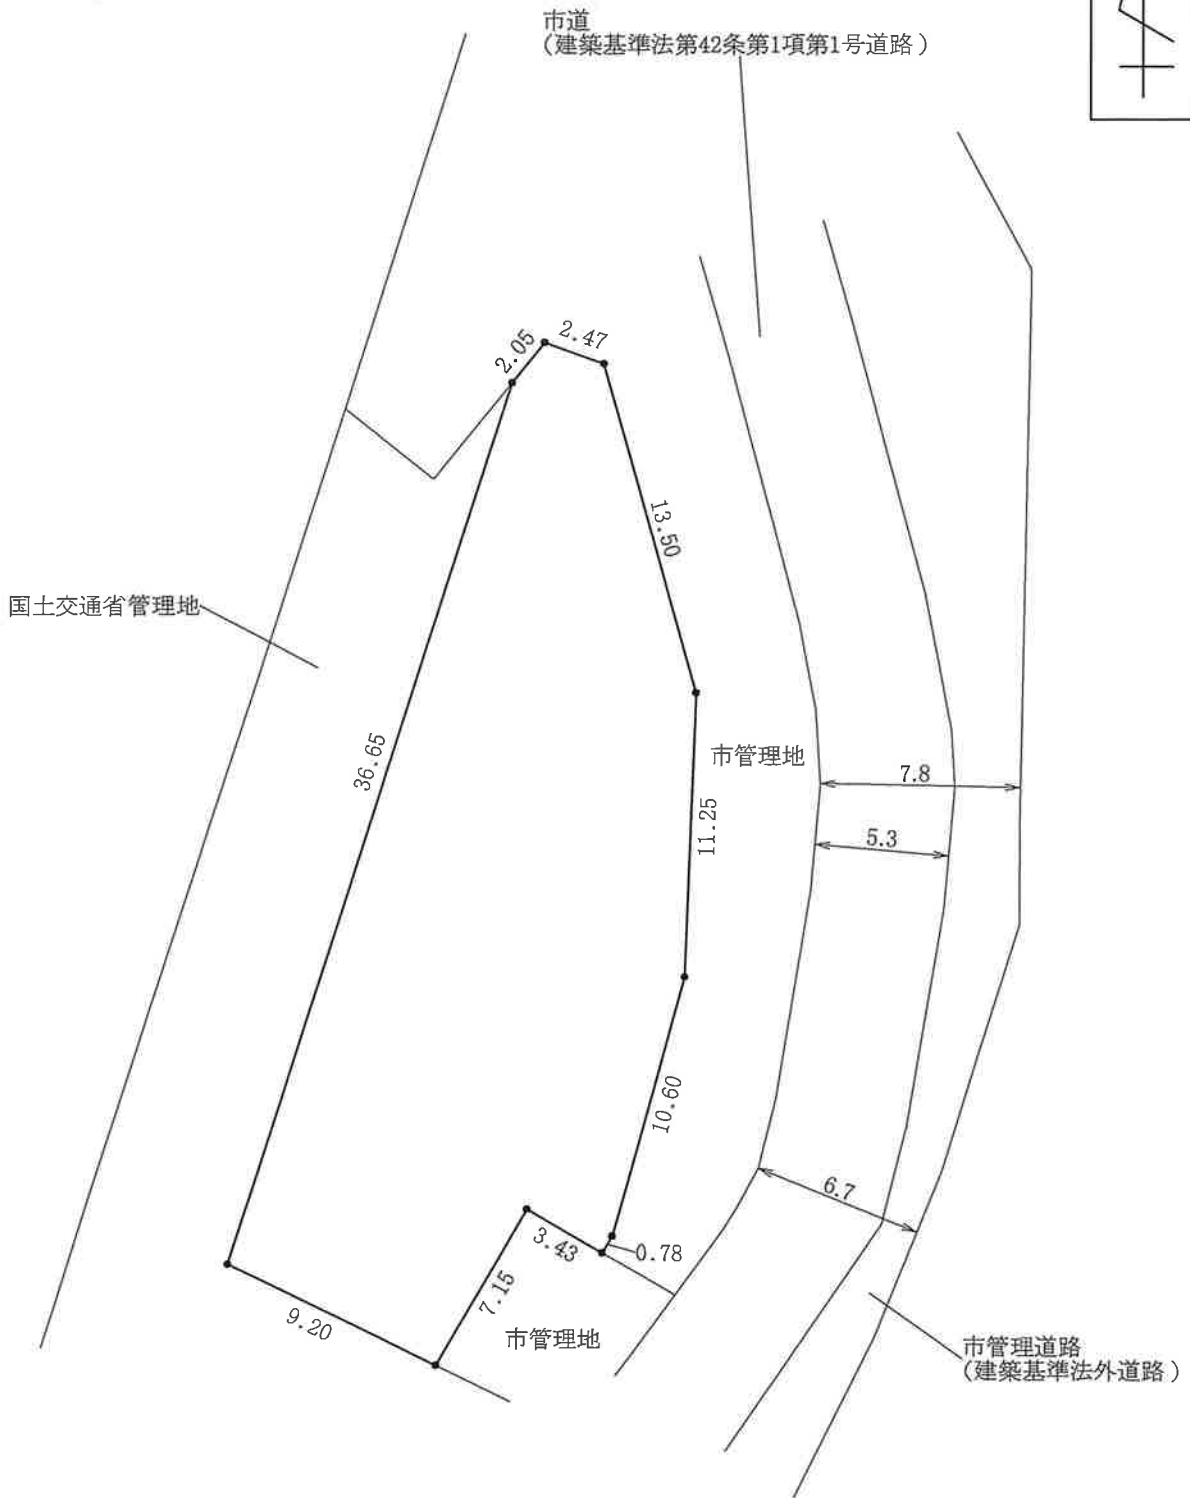 市道
（建築基準法第42条第1項第1号道路）
2.05
2.47
13.50
国土交通省管理地
36.65
市管理地
7.8
11.25
5.3
10.60
6.7
3.43
0.78
7.15
9.20
市管理地
市管理道路
（建築基準法外道路）